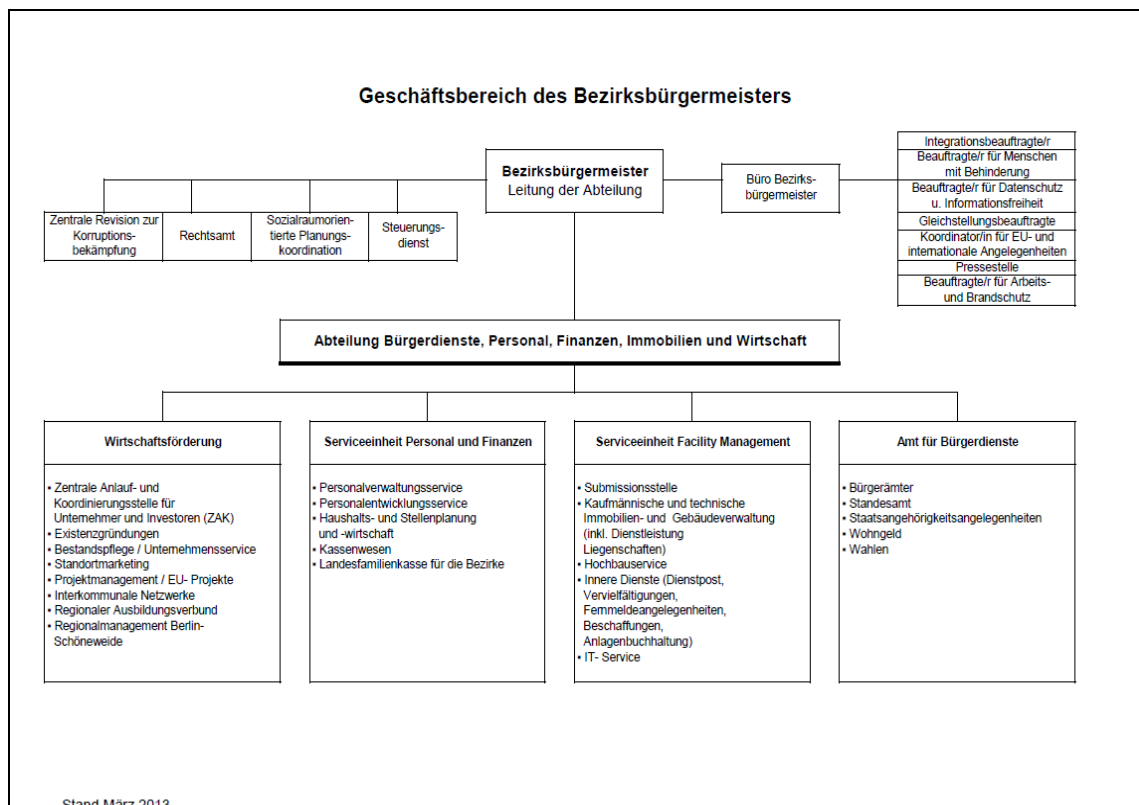 Geschäftsbereich des Bezirksbürgermeisters
Bezirksbürgermeister
Leitung der Abteilung
Büro Bezirks-
bürgermeister
Integrationsbeauftragte/r
Beauftragte/r für Menschen
mit Behinderung
Beauftragte/r für Datenschutz
u. Informationsfreiheit
Gleichstellungsbeauftragte
Koordinator/in für EU- und
internationale Angelegenheiten
Pressestelle
Beauftragte/r für Arbeits-
und Brandschutz
Zentrale Revision zur
Korruptions-
bekämpfung
Rechtsamt
Sozialraumorien-
tierte Planungs-
koordination
Steuerungs-
dienst
Abteilung Bürgerdienste, Personal, Finanzen, Immobilien und Wirtschaft
Wirtschaftsförderung
• Zentrale Anlauf- und
Koordinierungsstelle für
Unternehmer und Investoren (ZAK)
• Existenzgründungen
• Bestandspflege / Unternehmensservice
• Standortmarketing
• Projektmanagement / EU- Projekte
• Interkommunale Netzwerke
• Regionaler Ausbildungsverbund
• Regionalmanagement Berlin-
Schöneweide
Serviceeinheit Personal und Finanzen
• Personalverwaltungsservice
• Personalentwicklungsservice
• Haushalts- und Stellenplanung
und -wirtschaft
• Kassenwesen
• Landesfamilienkasse für die Bezirke
Serviceeinheit Facility Management
• Submissionsstelle
• Kaufmännische und technische
Immobilien- und Gebäudeverwaltung
(inkl. Dienstleistung
Liegenschaften)
• Hochbauservice
• Innere Dienste (Dienstpost,
Vervielfältigungen,
Fernmeldeangelegenheiten,
Beschaffungen,
Anlagenbuchhaltung)
• IT- Service
Amt für Bürgerdienste
• Bürgerämter
• Standesamt
• Staatsangehörigkeitsangelegenheiten
• Wohngeld
• Wahlen
Stand März 2013